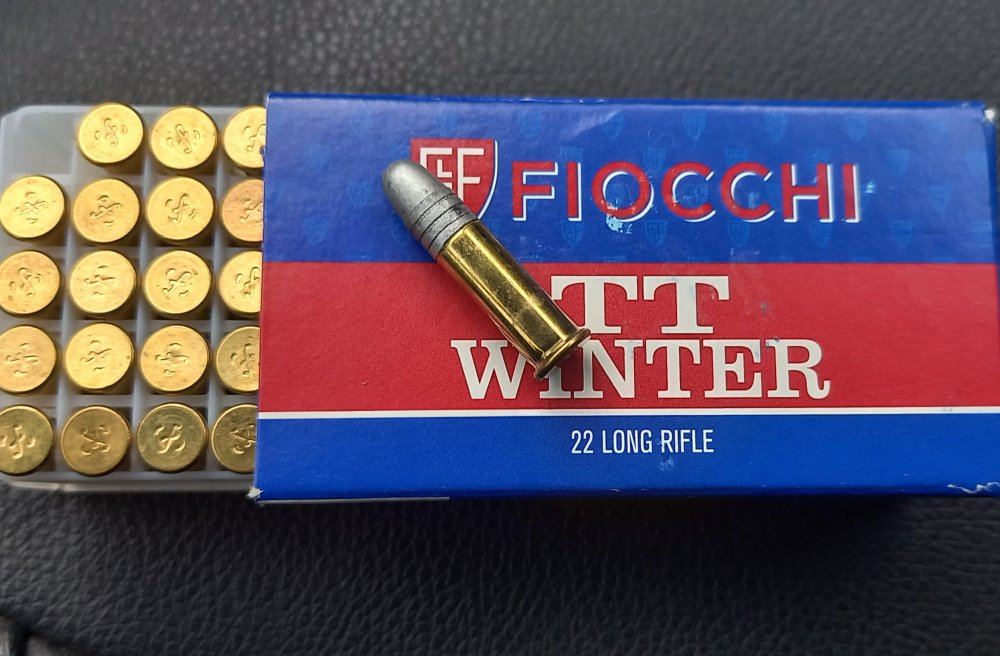 FIOCCHI
TT
WINTER
22 LONG RIFLE